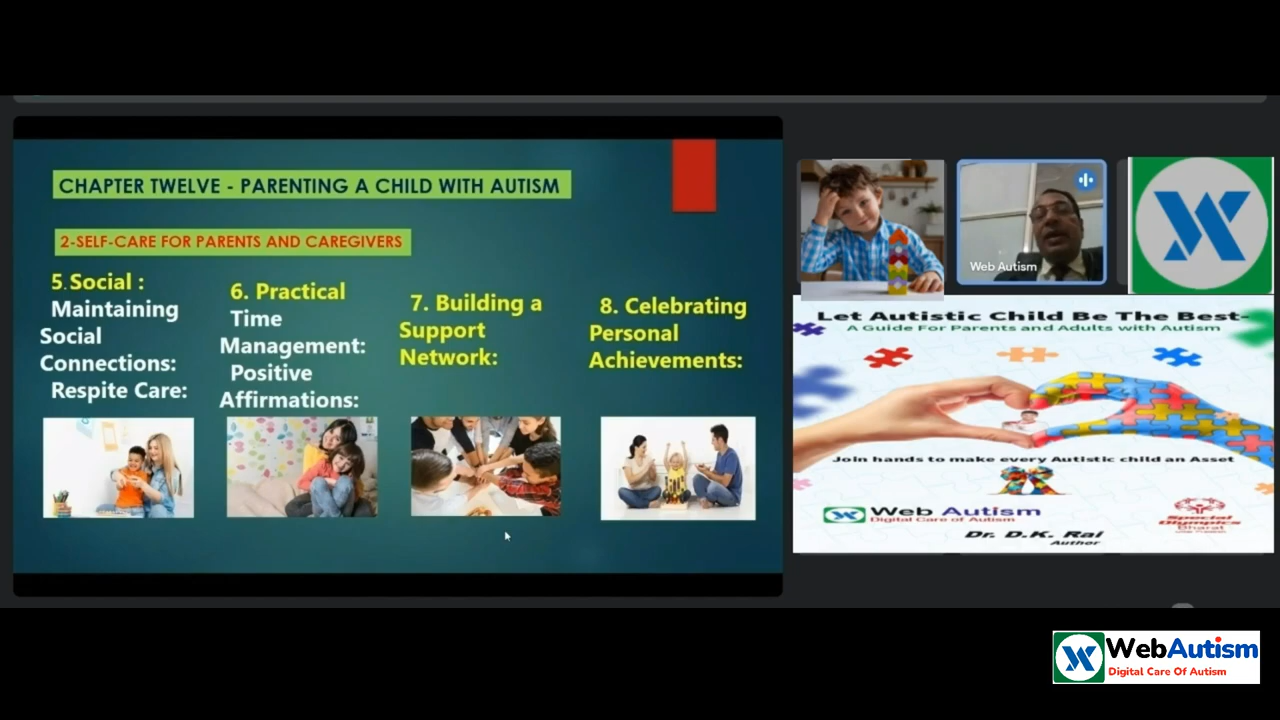 CHAPTER TWELVE - PARENTING A CHILD WITH AUTISM
2-SELF-CARE FOR PARENTS AND CAREGIVERS
5.Social :
Maintaining
Social
Connections:
Respite Care:
6. Practical
Time
Management:
Positive
Affirmations:
7. Building a
Support
Network:
8. Celebrating
Personal
Achievements:
Web Autism
Let Autistic Child Be The Best-
A Guide For Parents and Adults with Autism
Join hands to make every Autistic child an Asset
Web Autism
Digital Care of Autism
Special
Olympics
Bharat
Dr. D.K. Rai
Author
WebAutism
Digital Care Of Autism